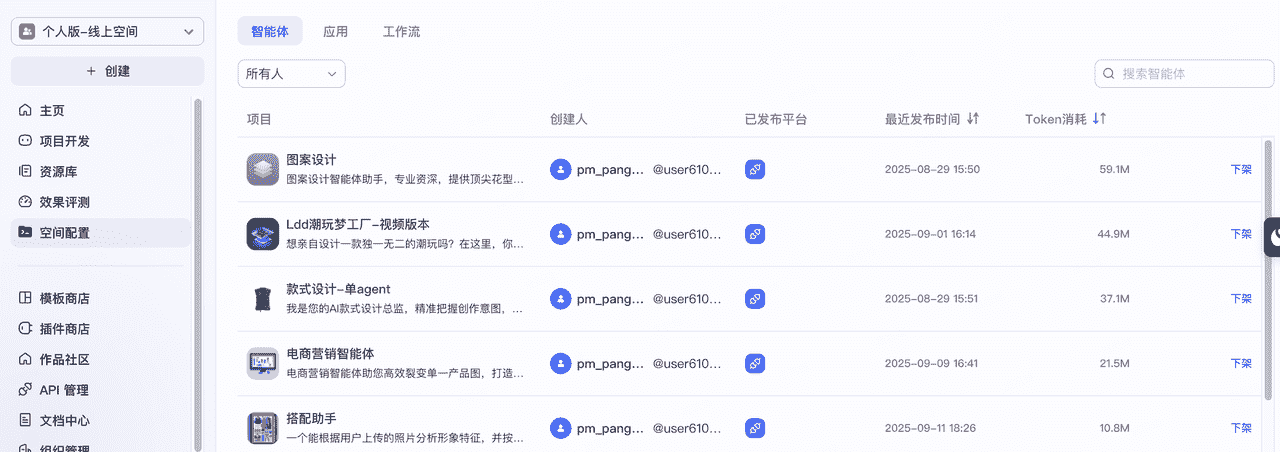 个人版-线上空间
+ 创建
主页
项目开发
资源库
效果评测
空间配置
模板商店
插件商店
作品社区
API 管理
文档中心
组织管理
智能体 应用 工作流
所有人
搜索智能体
项目 创建人 已发布平台 最近发布时间 Token消耗
图案设计
图案设计智能体助手，专业资深，提供顶尖花型...
pm_pang... @user610... 2025-08-29 15:50 59.1M 下架
Ldd潮玩梦工厂-视频版本
想亲自设计一款独一无二的潮玩吗？在这里，你...
pm_pang... @user610... 2025-09-01 16:14 44.9M 下架
款式设计-单agent
我是您的AI款式设计总监，精准把握创作意图，...
pm_pang... @user610... 2025-08-29 15:51 37.1M 下架
电商营销智能体
电商营销智能体助您高效裂变单一产品图，打造...
pm_pang... @user610... 2025-09-09 16:41 21.5M 下架
搭配助手
一个能根据用户上传的照片分析形象特征，并按...
pm_pang... @user610... 2025-09-11 18:26 10.8M 下架